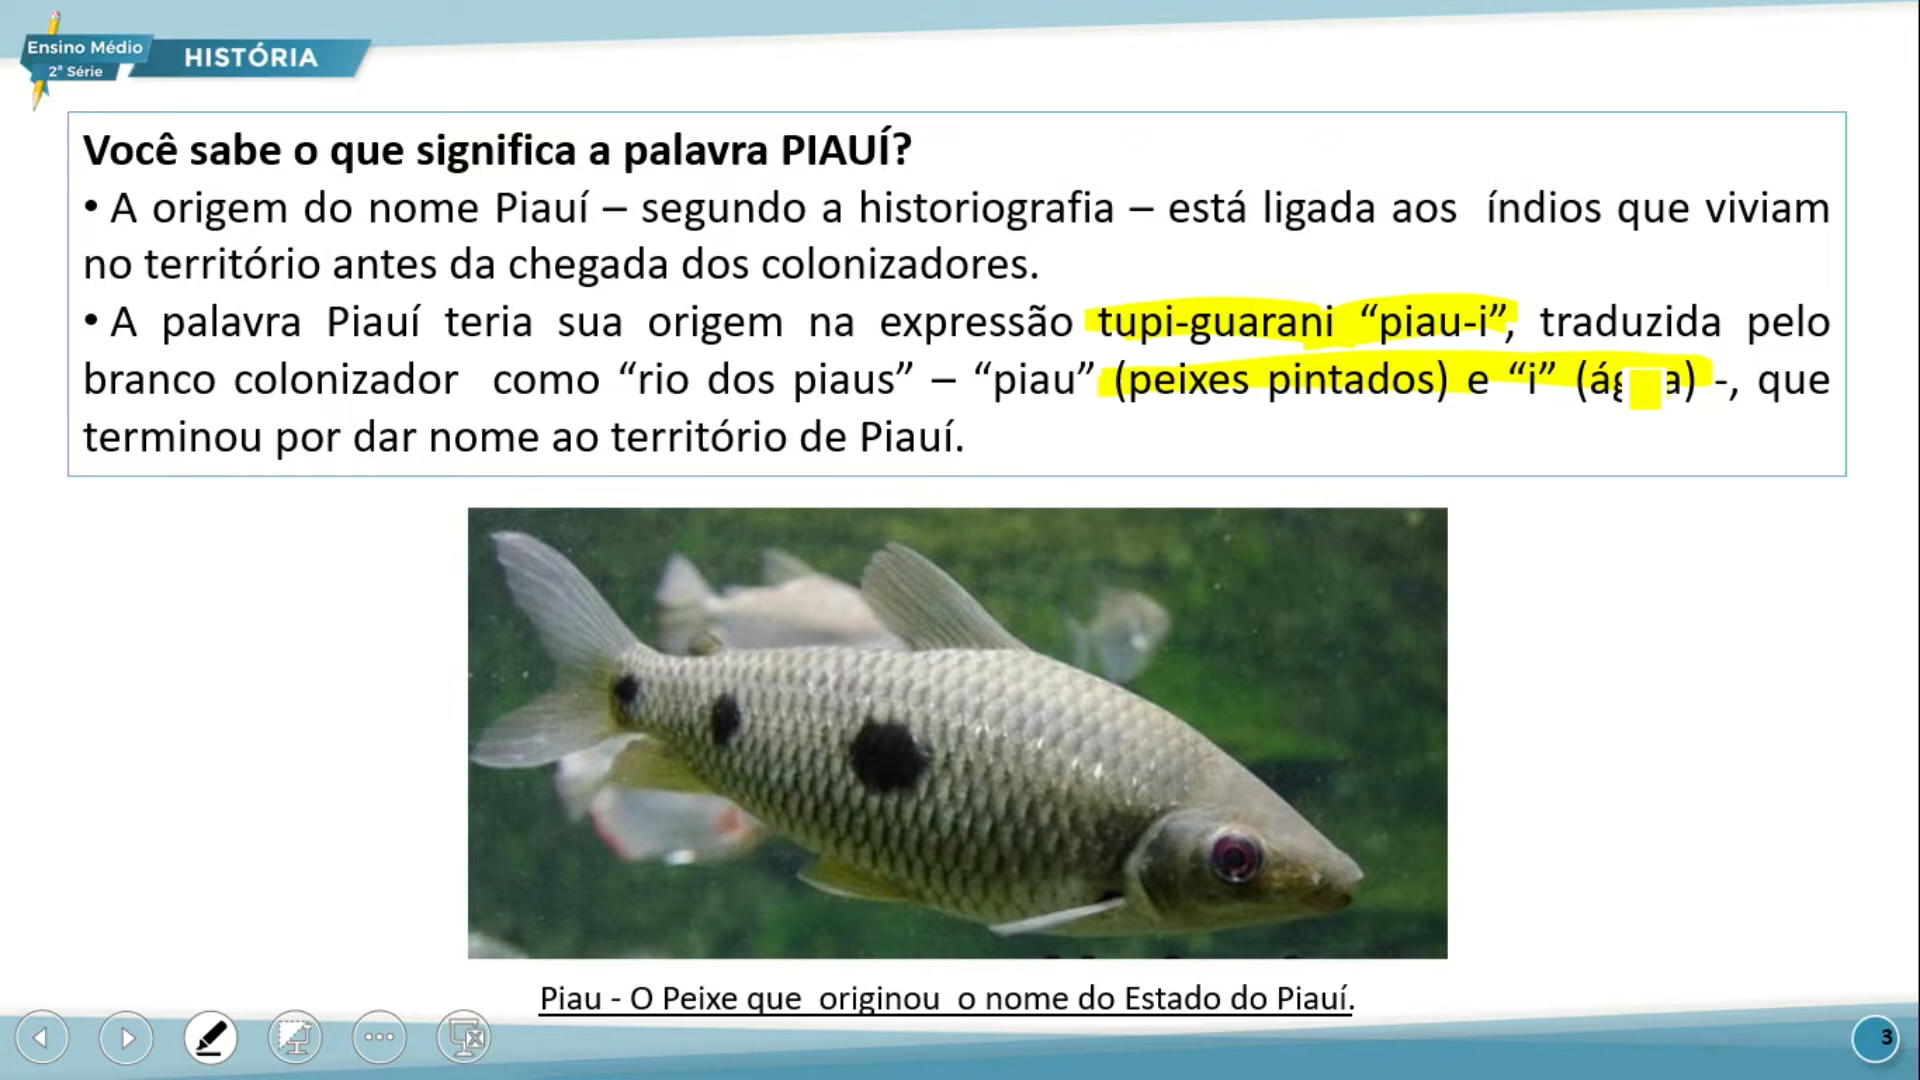 Ensino Médio
2ª Série
HISTÓRIA
Você sabe o que significa a palavra PIAUÍ?
• A origem do nome Piauí – segundo a historiografia – está ligada aos índios que viviam
no território antes da chegada dos colonizadores.
• A palavra Piauí teria sua origem na expressão tupi-guarani “piau-i”, traduzida pelo
branco colonizador como “rio dos piaus” – “piau” (peixes pintados) e “i” (água) -, que
terminou por dar nome ao território de Piauí.
Piau - O Peixe que originou o nome do Estado do Piauí.
3